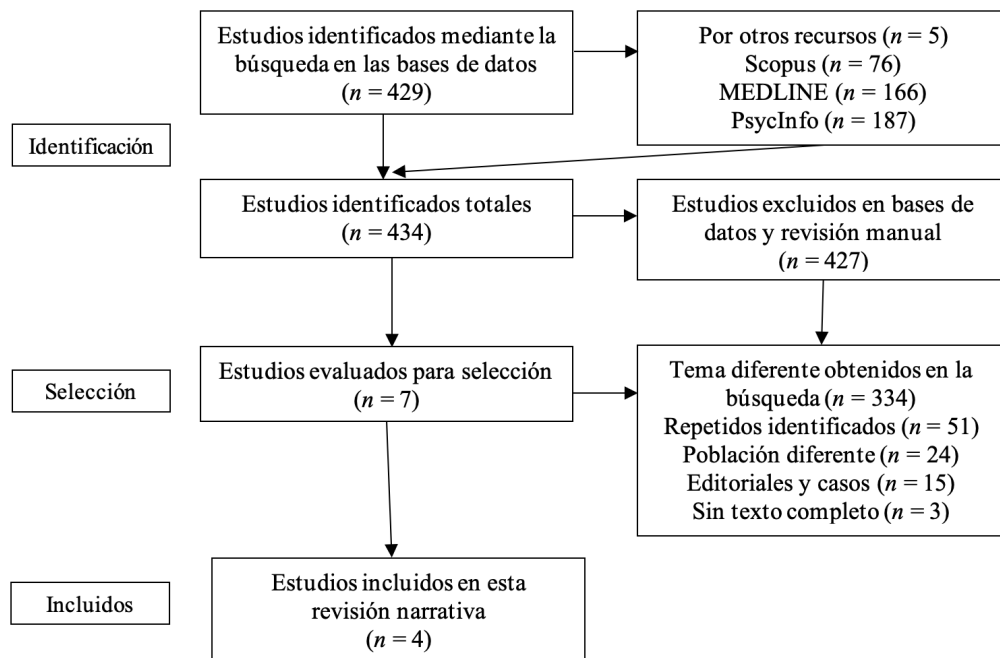 Estudios identificados mediante la
búsqueda en las bases de datos
(n = 429)
Por otros recursos (n = 5)
Scopus (n = 76)
MEDLINE (n = 166)
PsycInfo (n = 187)
Identificación
Estudios identificados totales
(n = 434)
Estudios excluidos en bases de
datos y revisión manual
(n = 427)
Selección
Estudios evaluados para selección
(n = 7)
Tema diferente obtenidos en la
búsqueda (n = 334)
Repetidos identificados (n = 51)
Población diferente (n = 24)
Editoriales y casos (n = 15)
Sin texto completo (n = 3)
Incluidos
Estudios incluidos en esta
revisión narrativa
(n = 4)